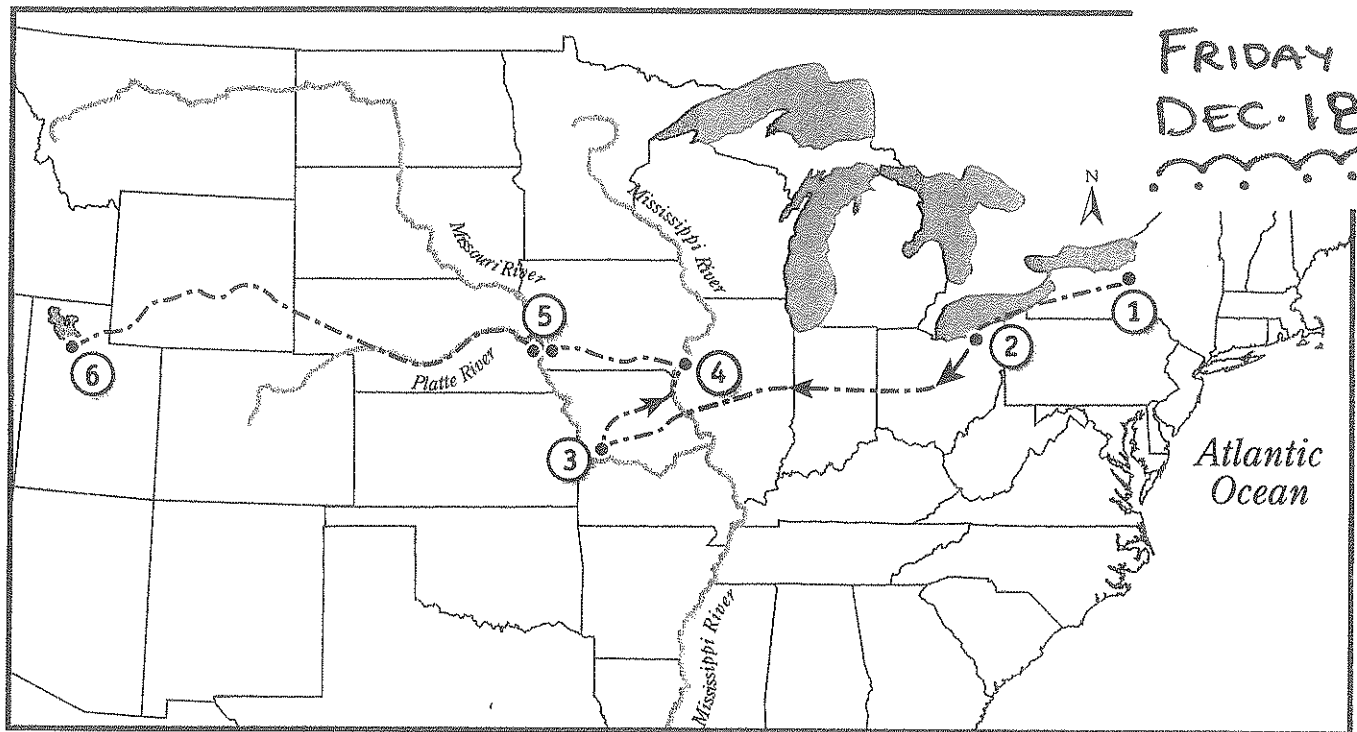 FRIDAY
DEC. 18
N
Mississippi River
Missouri River
1
5
2
6
4
Platte River
3
Atlantic
Ocean
Mississippi River